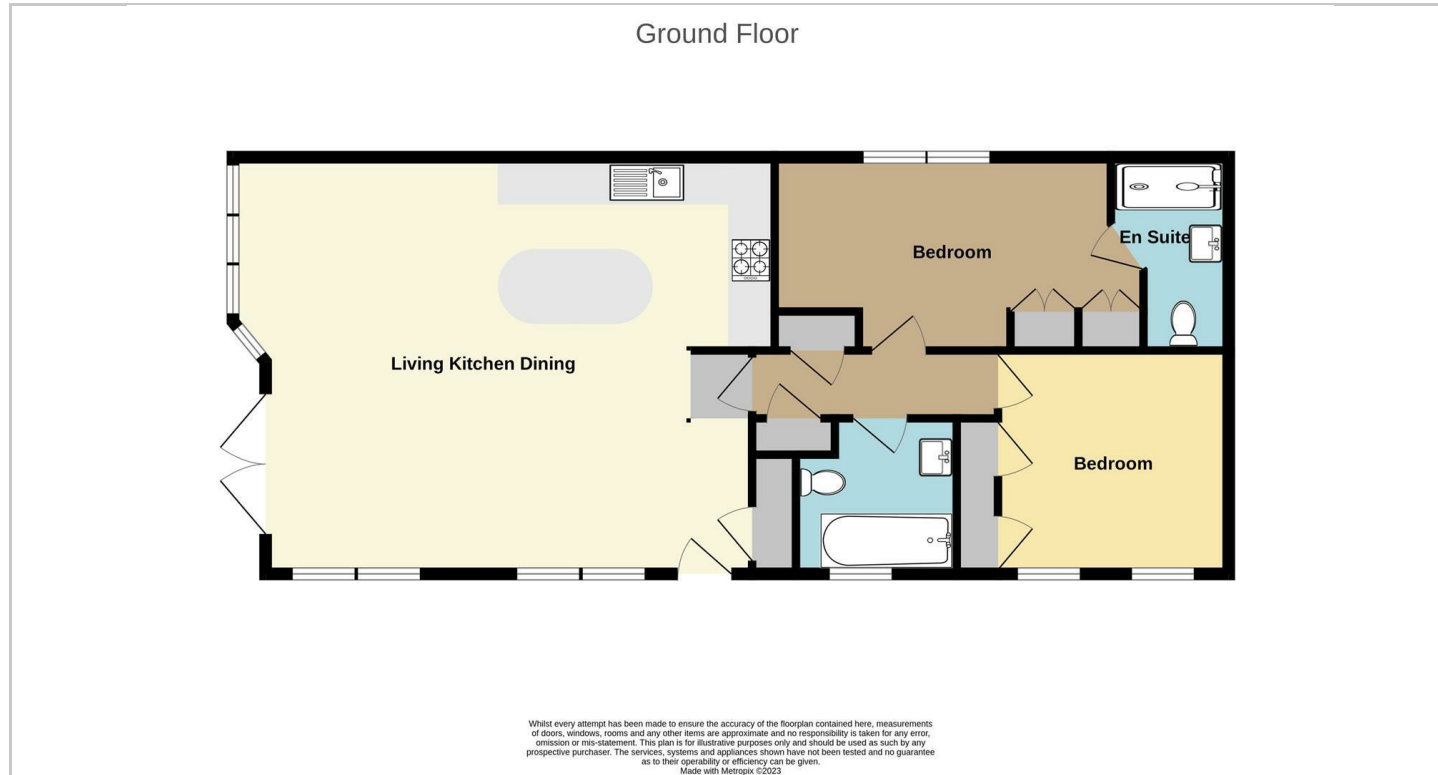 Ground Floor
Bedroom
En Suite
Living Kitchen Dining
Bedroom
Whilst every attempt has been made to ensure the accuracy of the floorplan contained here, measurements
of doors, windows, rooms and any other items are approximate and no responsibility is taken for any error,
omission or mis-statement. This plan is for illustrative purposes only and should be used as such by any
prospective purchaser. The services, systems and appliances shown have not been tested and no guarantee
as to their operability or efficiency can be given.
Made with Metropix ©2023